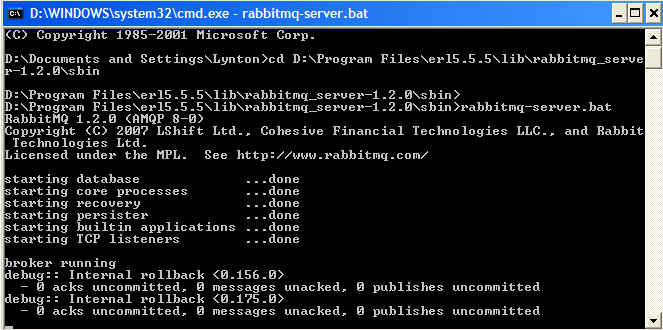 D:\WINDOWS\system32\cmd.exe - rabbitmq-server.bat
(C) Copyright 1985-2001 Microsoft Corp.
D:\Documents and Settings\Lynton>cd D:\Program Files\erl5.5.5\lib\rabbitmq_serve
r-1.2.0\sbin
D:\Program Files\erl5.5.5\lib\rabbitmq_server-1.2.0\sbin>
D:\Program Files\erl5.5.5\lib\rabbitmq_server-1.2.0\sbin>rabbitmq-server.bat
RabbitMQ 1.2.0 (AMQP 8-0)
Copyright (C) 2007 LShift Ltd., Cohesive Financial Technologies LLC., and Rabbit
 Technologies Ltd.
Licensed under the MPL.  See http://www.rabbitmq.com/
starting database             ...done
starting core processes       ...done
starting recovery             ...done
starting persister            ...done
starting builtin applications ...done
starting TCP listeners        ...done
broker running
debug:: Internal rollback <0.156.0>
  - 0 acks uncommitted, 0 messages unacked, 0 publishes uncommitted
debug:: Internal rollback <0.175.0>
  - 0 acks uncommitted, 0 messages unacked, 0 publishes uncommitted